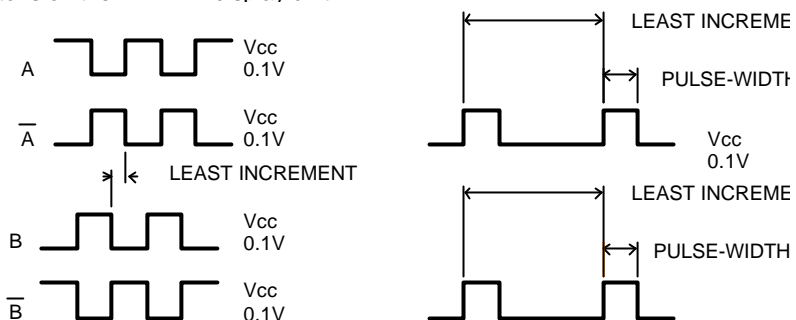 LEAST INCREME
A
Vcc
0.1V
PULSE-WIDTH
A̅
Vcc
0.1V
Vcc
0.1V
LEAST INCREMENT
LEAST INCREME
B
Vcc
0.1V
PULSE-WIDTH
B̅
Vcc
0.1V